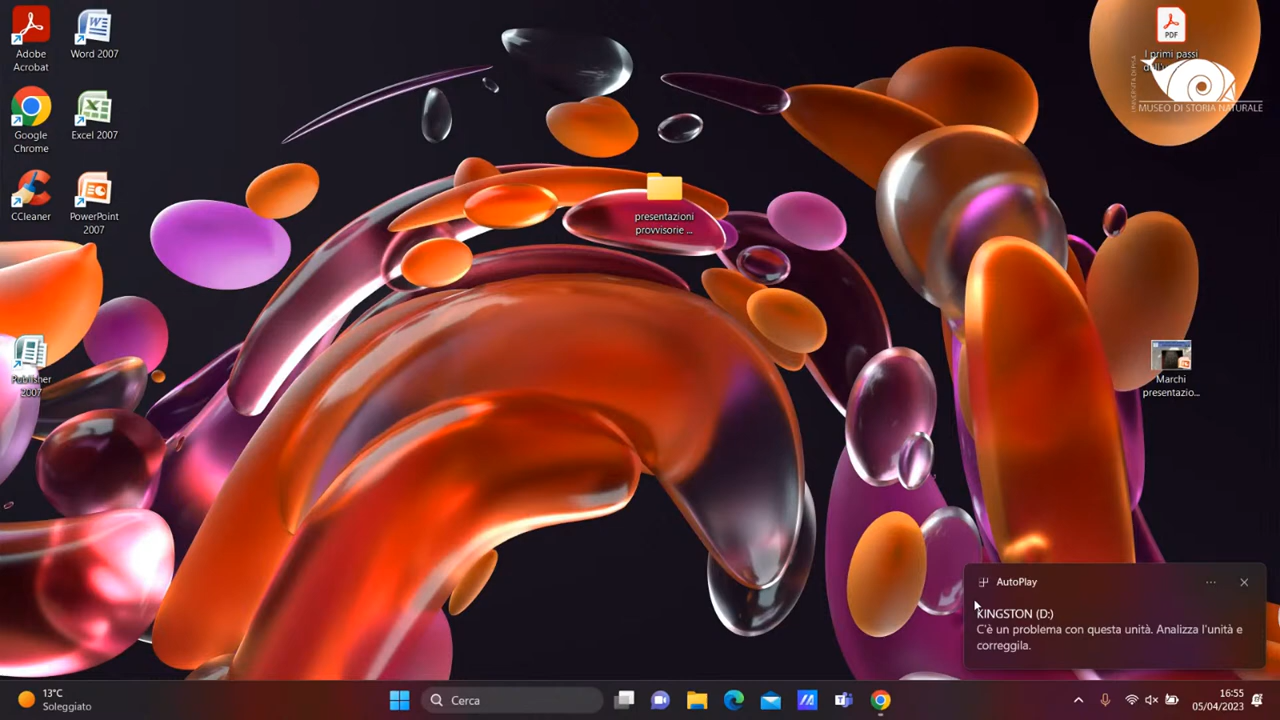 Adobe
Acrobat
Word 2007
Google
Chrome
Excel 2007
CCleaner
PowerPoint
2007
Publisher
2007
presentazioni
provvisorie ...
PDF
I primi passi
MUSEO DI STORIA NATURALE
Marchi
presentazio...
AutoPlay
KINGSTON (D:)
C'è un problema con questa unità. Analizza l'unità e
correggila.
13°C
Soleggiato
Cerca
16:55
05/04/2023